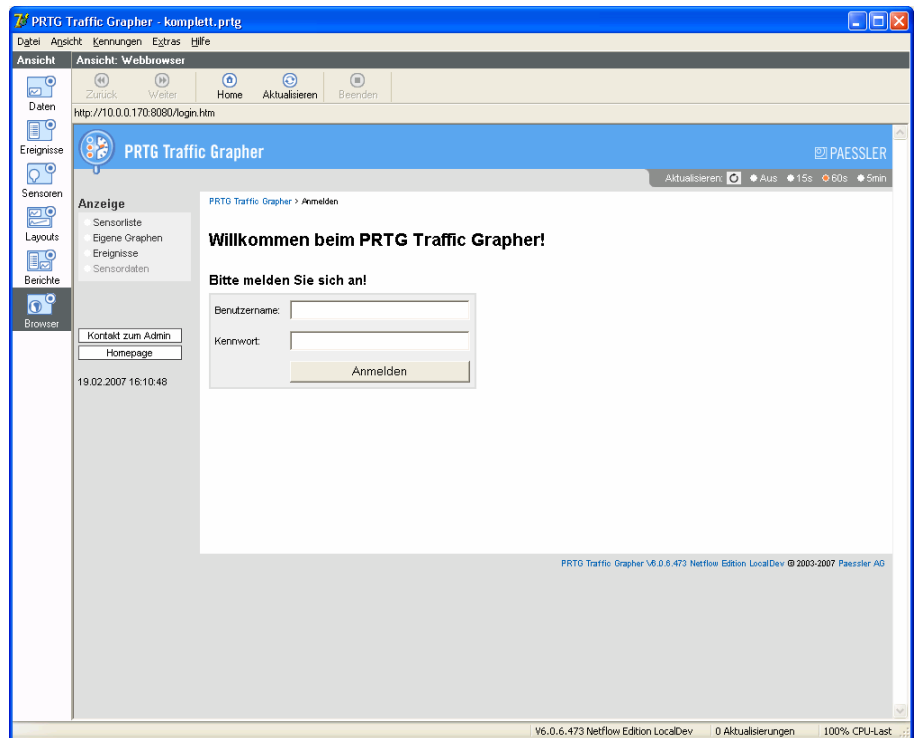 PRTG Traffic Grapher - komplett.prtg
Datei Ansicht Kennungen Extras Hilfe
Ansicht
Ansicht: Webbrowser
Zurück Weiter Home Aktualisieren Beenden
http://10.0.0.170:8080/login.htm
Daten
Ereignisse
Sensoren
Layouts
Berichte
Browser
PRTG Traffic Grapher
PAESSLER
Aktualisieren: Aus 15s 60s 5min
Anzeige
Sensorliste
Eigene Graphen
Ereignisse
Sensordaten
Kontakt zum Admin
Homepage
19.02.2007 16:10:48
PRTG Traffic Grapher > Anmelden
Willkommen beim PRTG Traffic Grapher!
Bitte melden Sie sich an!
Benutzername:
Kennwort:
Anmelden
PRTG Traffic Grapher V6.0.6.473 Netflow Edition LocalDev © 2003-2007 Paessler AG
V6.0.6.473 Netflow Edition LocalDev 0 Aktualisierungen 100% CPU-Last